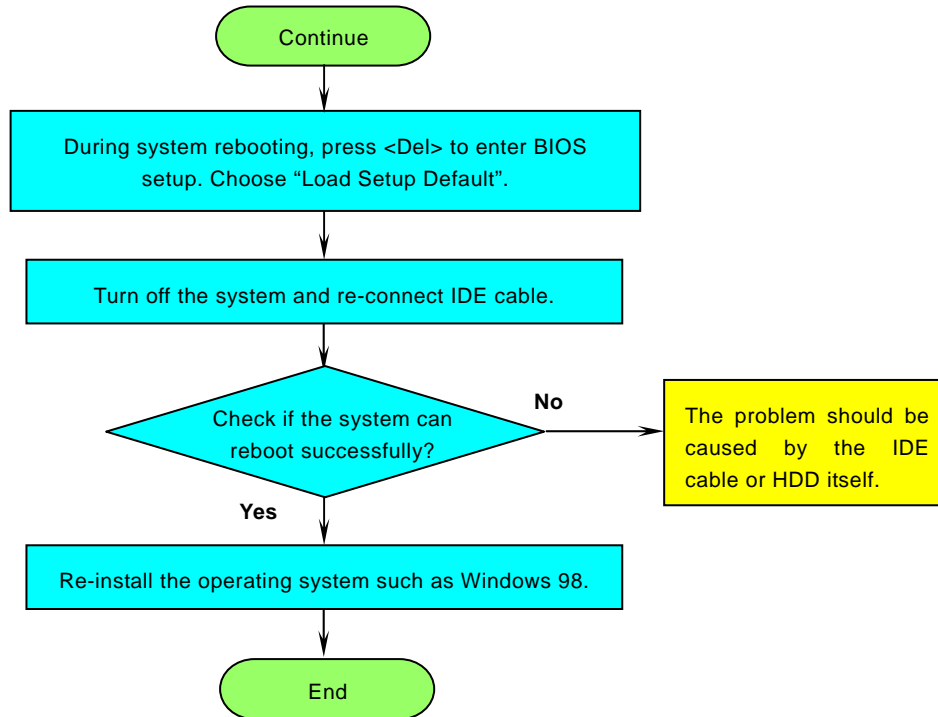 Continue
During system rebooting, press <Del> to enter BIOS
setup. Choose “Load Setup Default”.
Turn off the system and re-connect IDE cable.
Check if the system can
reboot successfully?
No
The problem should be
caused by the IDE
cable or HDD itself.
Yes
Re-install the operating system such as Windows 98.
End